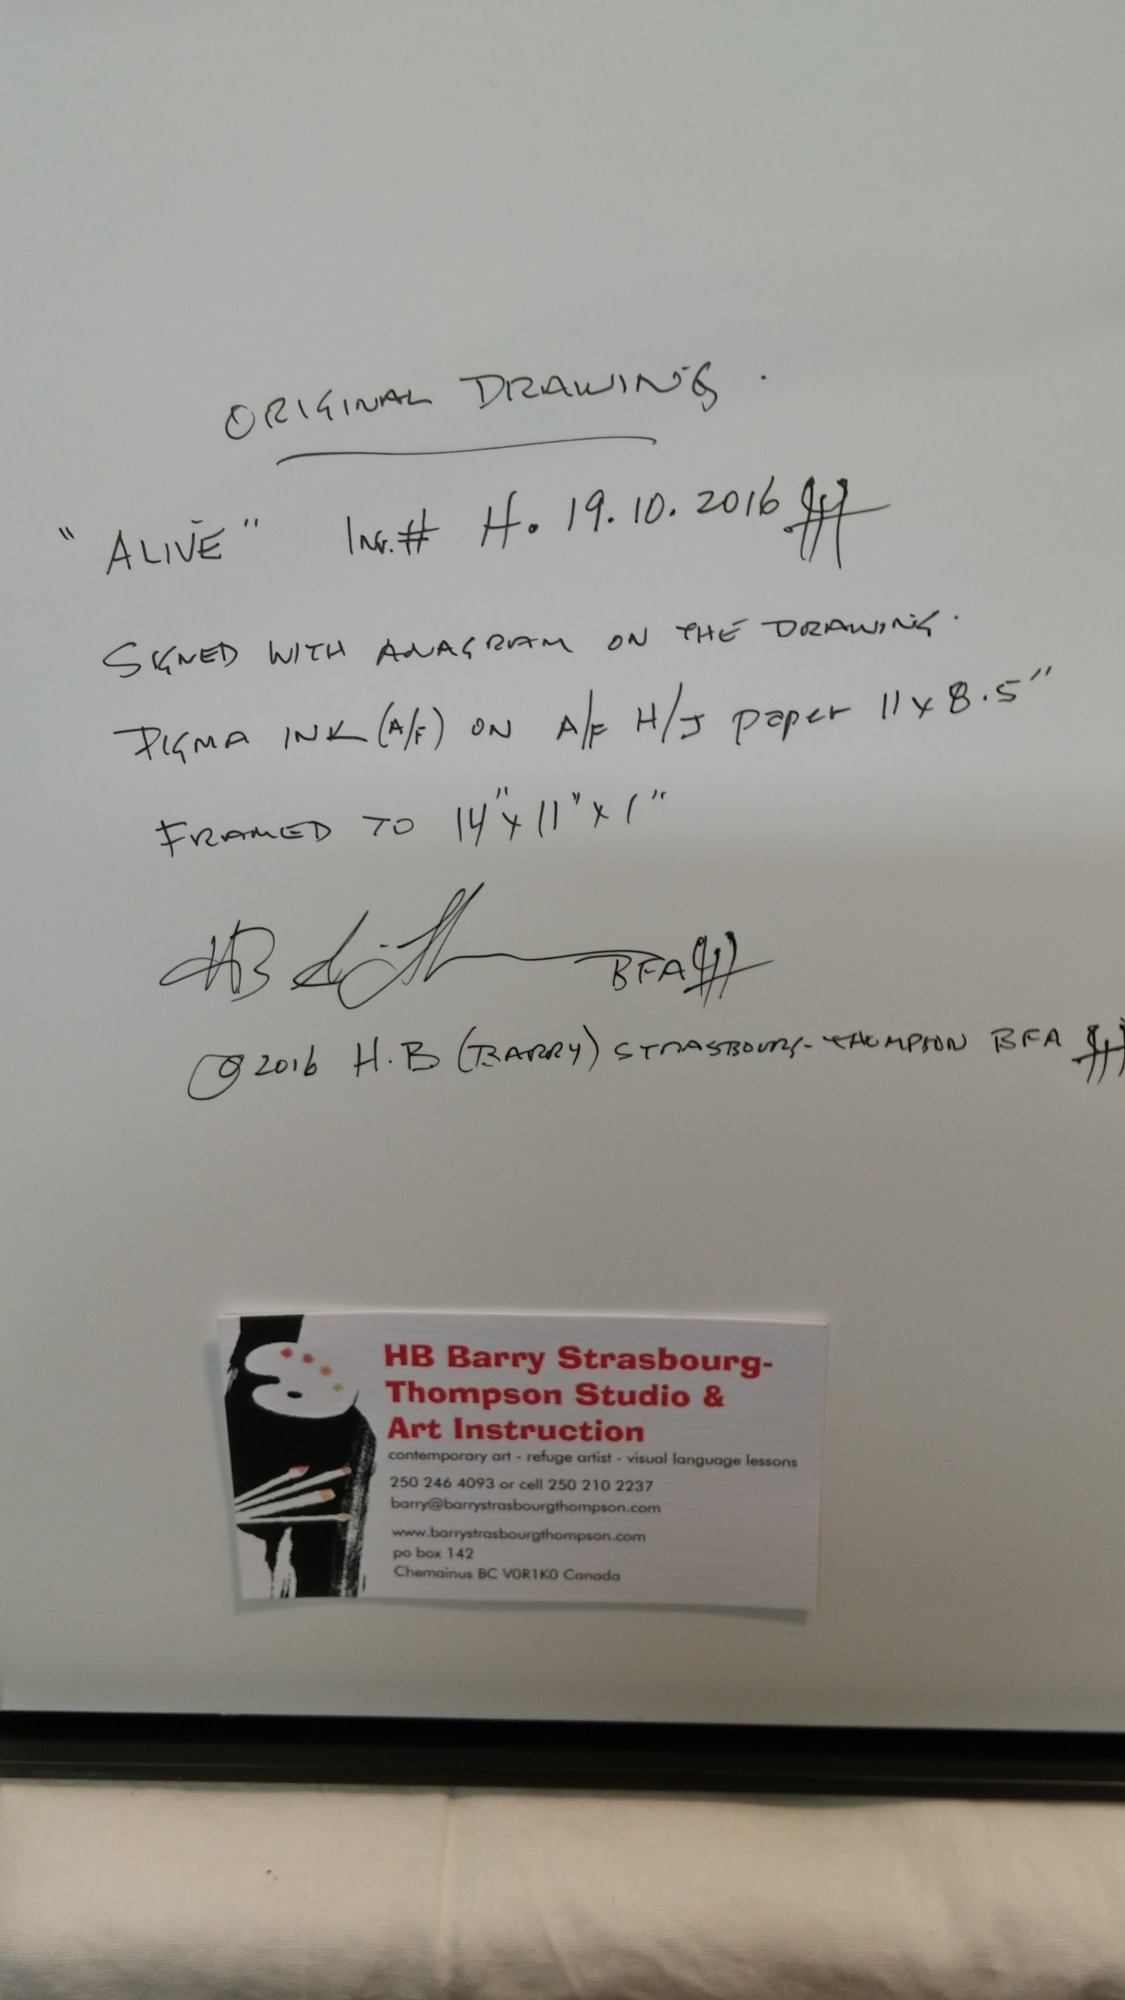 ORIGINAL DRAWING.
"ALIVE" Inv.# H. 19.10.2016
SIGNED WITH ANAGRAM ON THE DRAWING.
PIGMA INK (A/F) ON A/F H/J paper 11 x 8.5"
FRAMED TO 14" x 11" x 1"
HB BFA
© 2016 H.B (BARRY) STRASBOURG-THOMPSON BFA
HB Barry Strasbourg-
Thompson Studio &
Art Instruction
contemporary art - refuge artist - visual language lessons
250 246 4093 or cell 250 210 2237
barry@barrystrasbourgthompson.com
www.barrystrasbourgthompson.com
po box 142
Chemainus BC V0R1K0 Canada